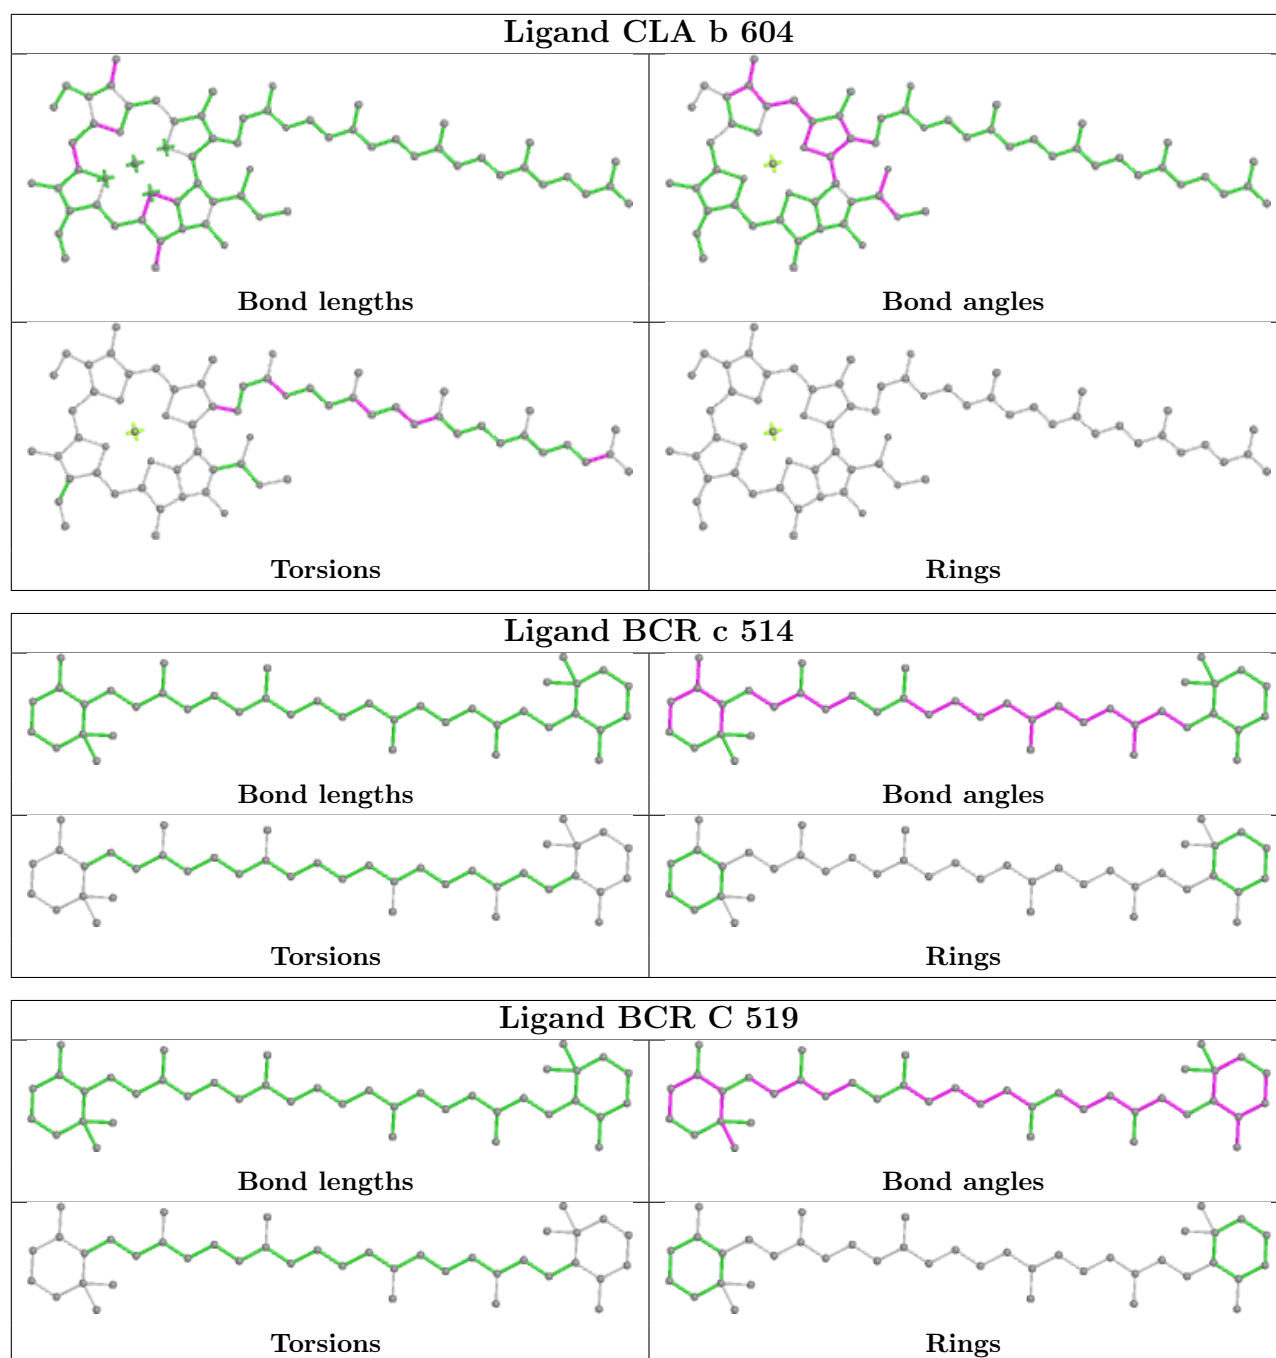 Ligand CLA b 604
Bond lengths
Bond angles
Torsions
Rings
Ligand BCR c 514
Bond lengths
Bond angles
Torsions
Rings
Ligand BCR C 519
Bond lengths
Bond angles
Torsions
Rings